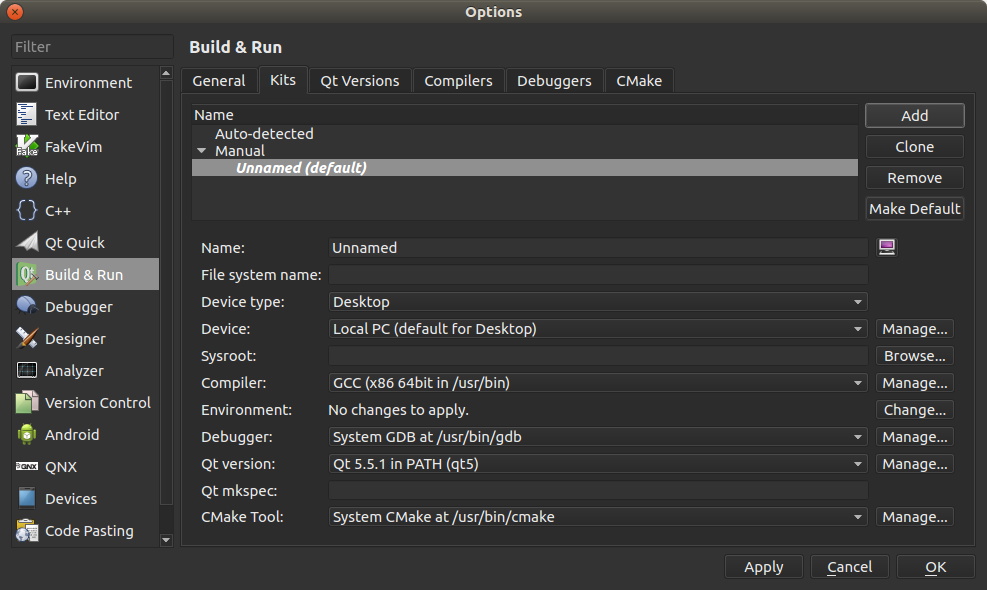 Options
Filter
Environment
Text Editor
FakeVim
Help
C++
Qt Quick
Build & Run
Debugger
Designer
Analyzer
Version Control
Android
QNX
Devices
Code Pasting
Build & Run
General Kits Qt Versions Compilers Debuggers CMake
Name
Auto-detected
Manual
Unnamed (default)
Add
Clone
Remove
Make Default
Name: Unnamed
File system name:
Device type: Desktop
Device: Local PC (default for Desktop) Manage...
Sysroot: Browse...
Compiler: GCC (x86 64bit in /usr/bin) Manage...
Environment: No changes to apply. Change...
Debugger: System GDB at /usr/bin/gdb Manage...
Qt version: Qt 5.5.1 in PATH (qt5) Manage...
Qt mkspec:
CMake Tool: System CMake at /usr/bin/cmake Manage...
Apply Cancel OK